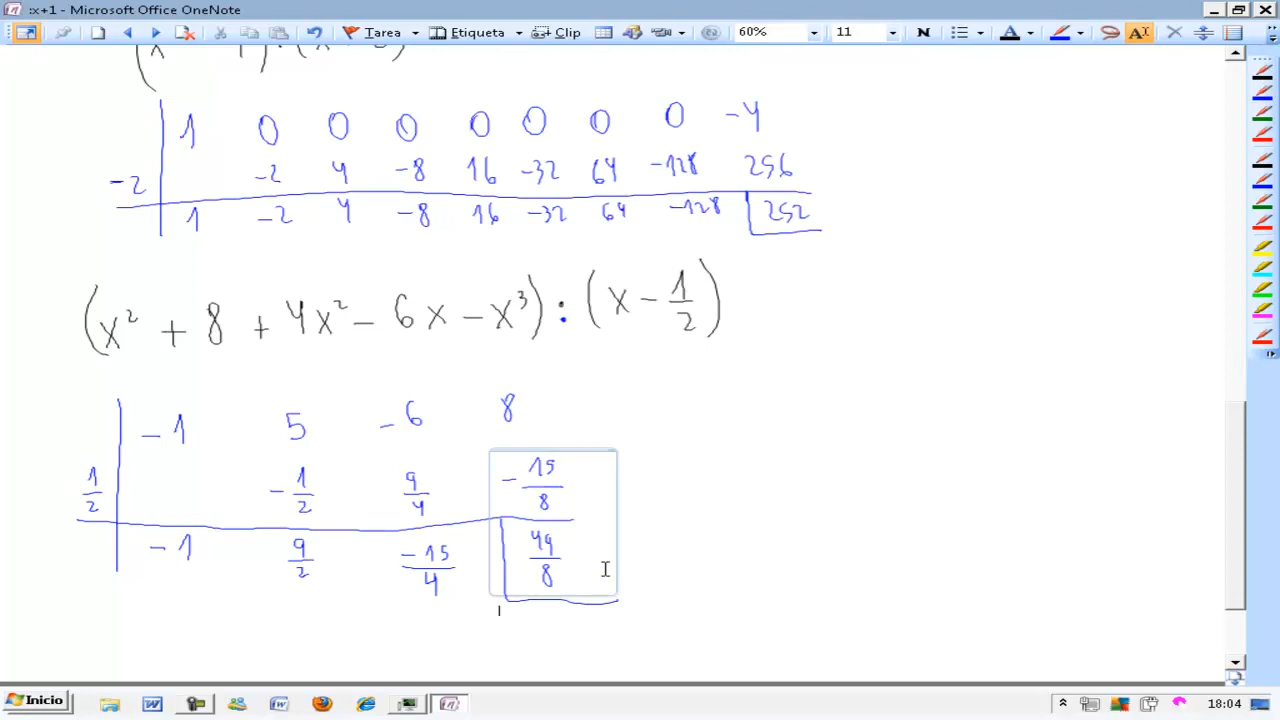 :x+1 - Microsoft Office OneNote
Tarea Etiqueta Clip 60% 11 N A A
1 0 0 0 0 0 0 0 -4
-2 -2 4 -8 16 -32 64 -128 256
1 -2 4 -8 16 -32 64 -128 252
(x² + 8 + 4x² - 6x - x³) : (x - 1/2)
-1 5 -6 8
1/2 -1/2 9/4 -15/8
-1 9/2 -15/4 49/8
Inicio 18:04